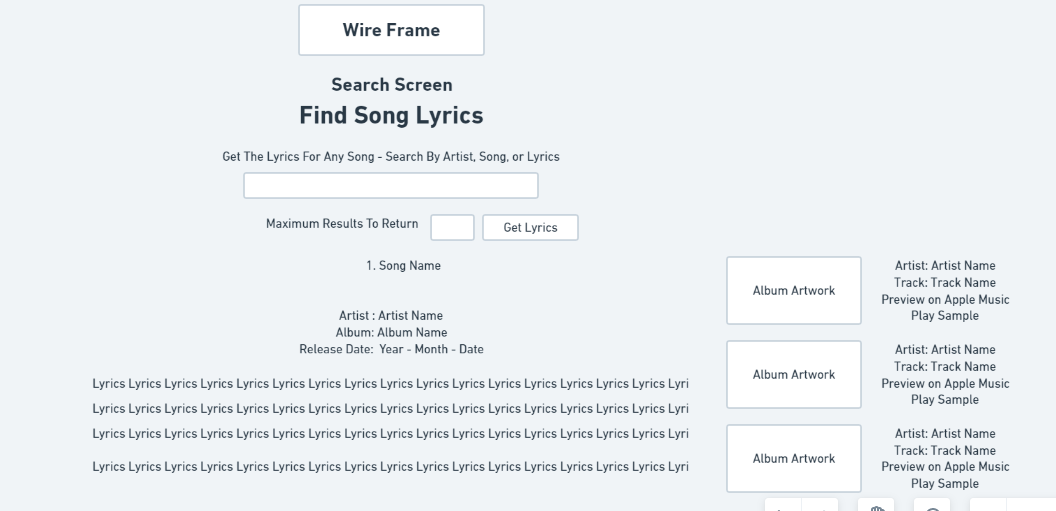 Wire Frame
Search Screen
Find Song Lyrics
Get The Lyrics For Any Song - Search By Artist, Song, or Lyrics
Maximum Results To Return
Get Lyrics
1. Song Name
Artist : Artist Name
Album: Album Name
Release Date: Year - Month - Date
Lyrics Lyrics Lyrics Lyrics Lyrics Lyrics Lyrics Lyrics Lyrics Lyrics Lyrics Lyrics Lyrics Lyrics Lyrics Lyrics Lyri
Lyrics Lyrics Lyrics Lyrics Lyrics Lyrics Lyrics Lyrics Lyrics Lyrics Lyrics Lyrics Lyrics Lyrics Lyrics Lyrics Lyri
Lyrics Lyrics Lyrics Lyrics Lyrics Lyrics Lyrics Lyrics Lyrics Lyrics Lyrics Lyrics Lyrics Lyrics Lyrics Lyrics Lyri
Lyrics Lyrics Lyrics Lyrics Lyrics Lyrics Lyrics Lyrics Lyrics Lyrics Lyrics Lyrics Lyrics Lyrics Lyrics Lyrics Lyri
Album Artwork
Artist: Artist Name
Track: Track Name
Preview on Apple Music
Play Sample
Album Artwork
Artist: Artist Name
Track: Track Name
Preview on Apple Music
Play Sample
Album Artwork
Artist: Artist Name
Track: Track Name
Preview on Apple Music
Play Sample